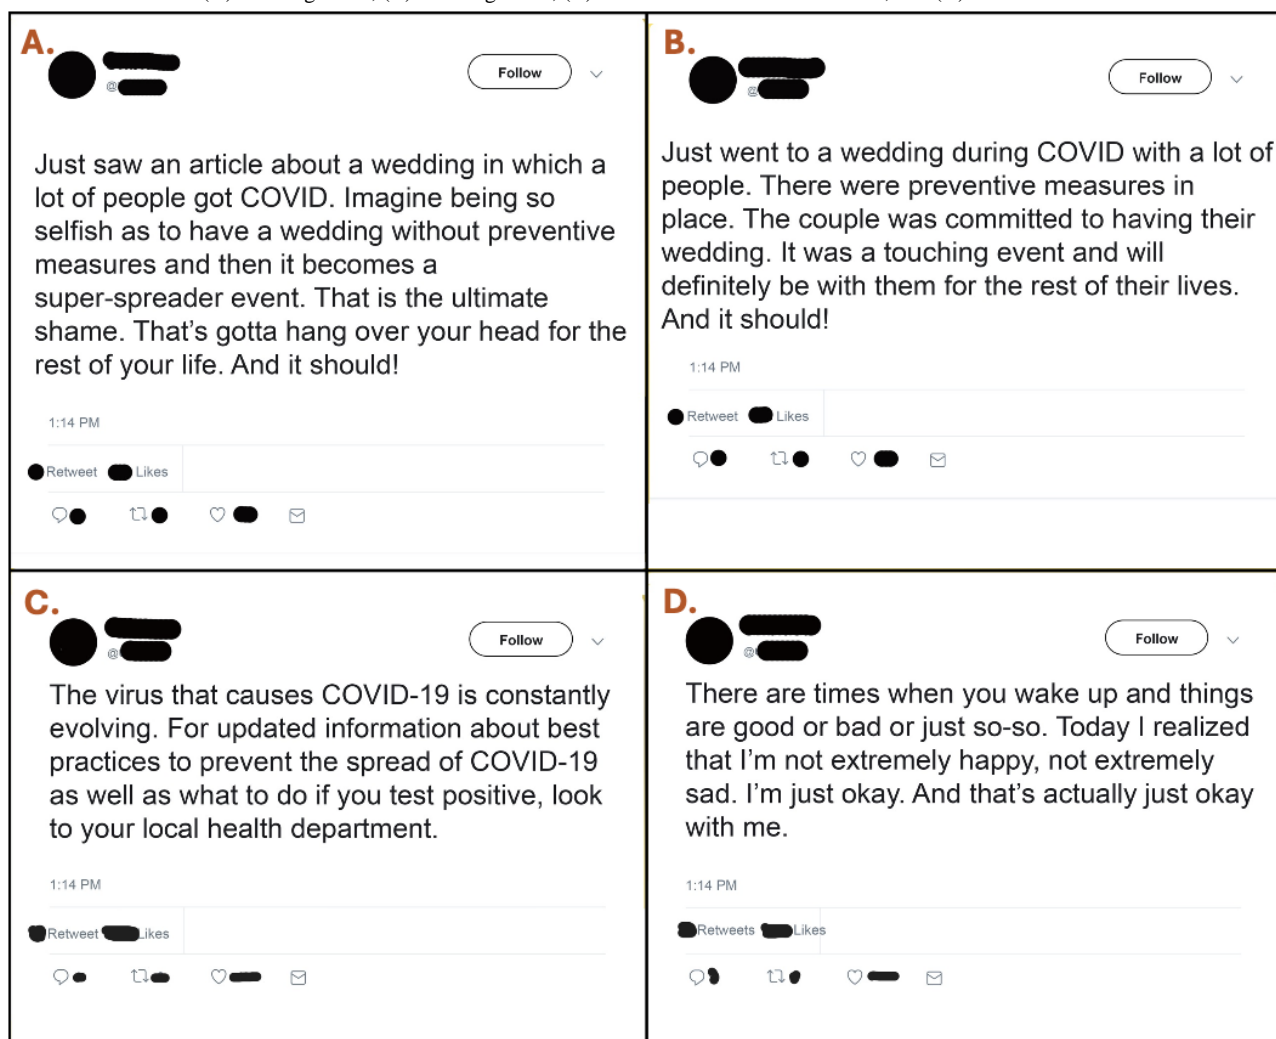 A.
@
Follow
Just saw an article about a wedding in which a
lot of people got COVID. Imagine being so
selfish as to have a wedding without preventive
measures and then it becomes a
super-spreader event. That is the ultimate
shame. That’s gotta hang over your head for the
rest of your life. And it should!
1:14 PM
Retweet Likes
B.
@
Follow
Just went to a wedding during COVID with a lot of
people. There were preventive measures in
place. The couple was committed to having their
wedding. It was a touching event and will
definitely be with them for the rest of their lives.
And it should!
1:14 PM
Retweet Likes
C.
@
Follow
The virus that causes COVID-19 is constantly
evolving. For updated information about best
practices to prevent the spread of COVID-19
as well as what to do if you test positive, look
to your local health department.
1:14 PM
Retweet Likes
D.
@
Follow
There are times when you wake up and things
are good or bad or just so-so. Today I realized
that I’m not extremely happy, not extremely
sad. I’m just okay. And that’s actually just okay
with me.
1:14 PM
Retweets Likes